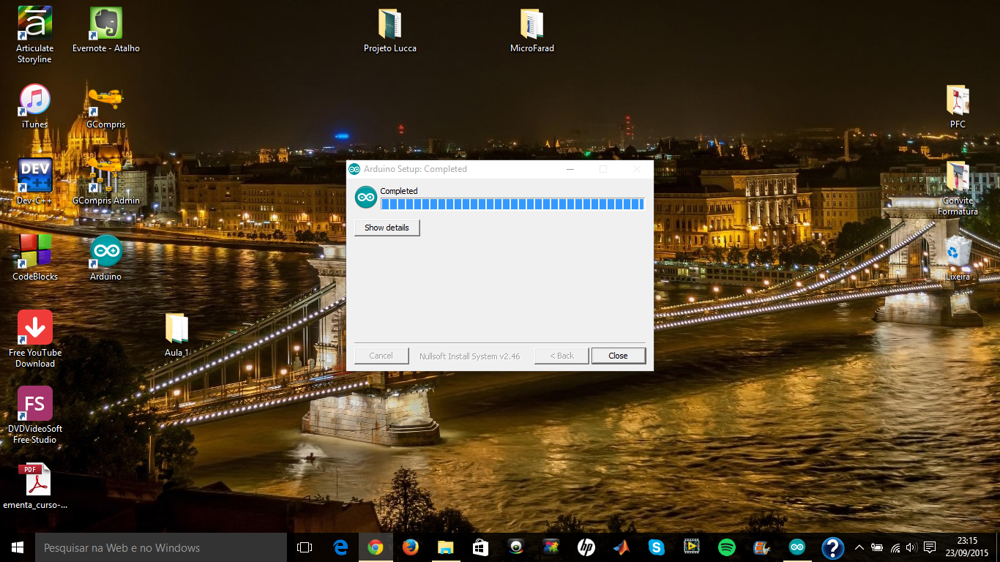 Articulate
Storyline
Evernote - Atalho
Projeto Lucca
MicroFarad
iTunes
GCompris
PFC
DEV
C++
Dev-C++
GCompris Admin
Convite
Formatura
CodeBlocks
Arduino
Lixeira
Free YouTube
Download
Aula 1
FS
DVDVideoSoft
Free Studio
PDF
ementa_curso-...
Arduino Setup: Completed
Completed
Show details
Cancel
Nullsoft Install System v2.46
< Back
Close
Pesquisar na Web e no Windows
hp
?
23:15
23/09/2015